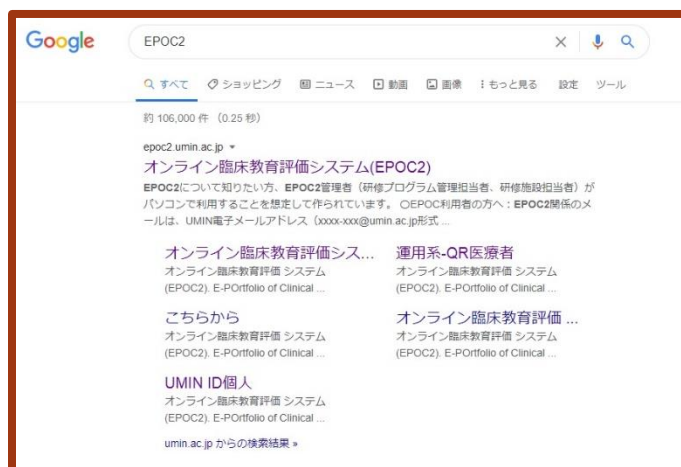 Google
EPOC2
すべて ショッピング ニュース 動画 画像 もっと見る 設定 ツール
約 106,000 件 (0.25 秒)
epoc2.umin.ac.jp
オンライン臨床教育評価システム(EPOC2)
EPOC2について知りたい方、EPOC2管理者（研修プログラム管理担当者、研修施設担当者）が
パソコンで利用することを想定して作られています。 〇EPOC利用者の方へ：EPOC2関係のメ
ールは、UMIN電子メールアドレス（xxxx-xxx@umin.ac.jp形式 ...
オンライン臨床教育評価シス... 運用系-QR医療者
オンライン臨床教育評価 システム オンライン臨床教育評価 システム
(EPOC2). E-POrtfolio of Clinical ... (EPOC2). E-POrtfolio of Clinical ...
こちらから オンライン臨床教育評価 ...
オンライン臨床教育評価 システム オンライン臨床教育評価 システム
(EPOC2). E-POrtfolio of Clinical ... (EPOC2). E-POrtfolio of Clinical ...
UMIN ID個人
オンライン臨床教育評価 システム
(EPOC2). E-POrtfolio of Clinical ...
umin.ac.jp からの検索結果 »